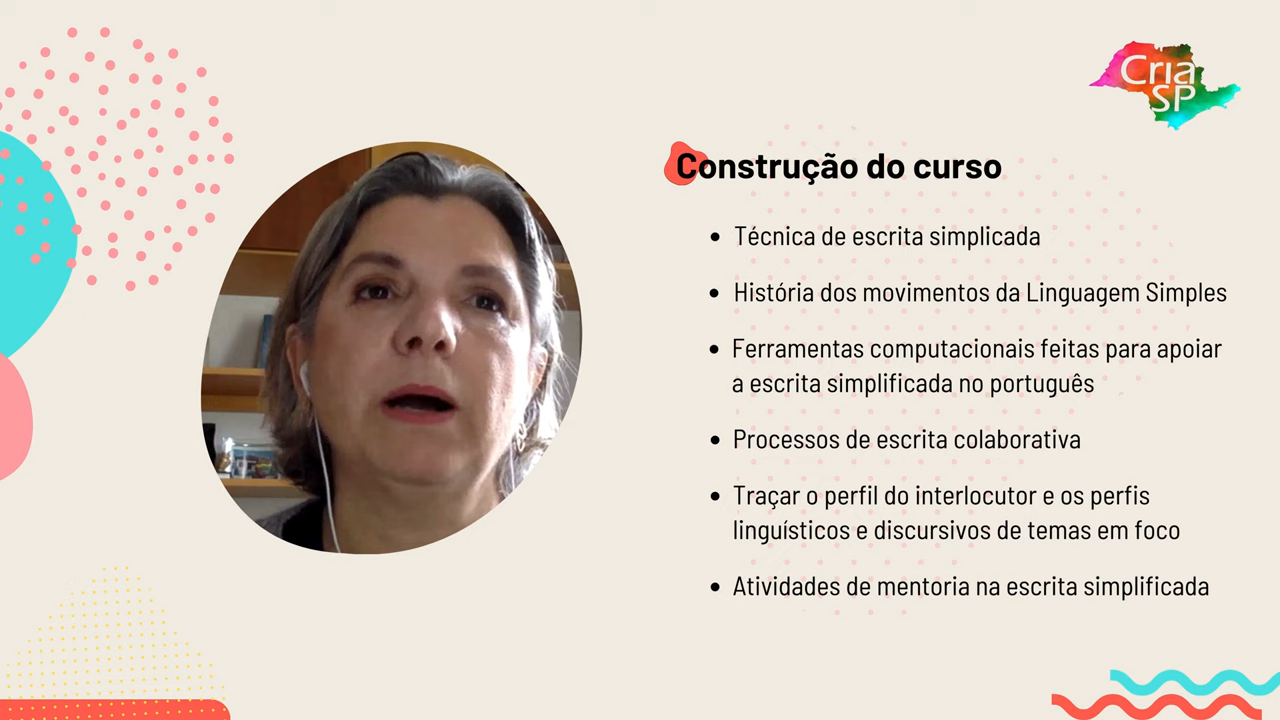 Cria
SP
Construção do curso
• Técnica de escrita simplicada
• História dos movimentos da Linguagem Simples
• Ferramentas computacionais feitas para apoiar
a escrita simplificada no português
• Processos de escrita colaborativa
• Traçar o perfil do interlocutor e os perfis
linguísticos e discursivos de temas em foco
• Atividades de mentoria na escrita simplificada